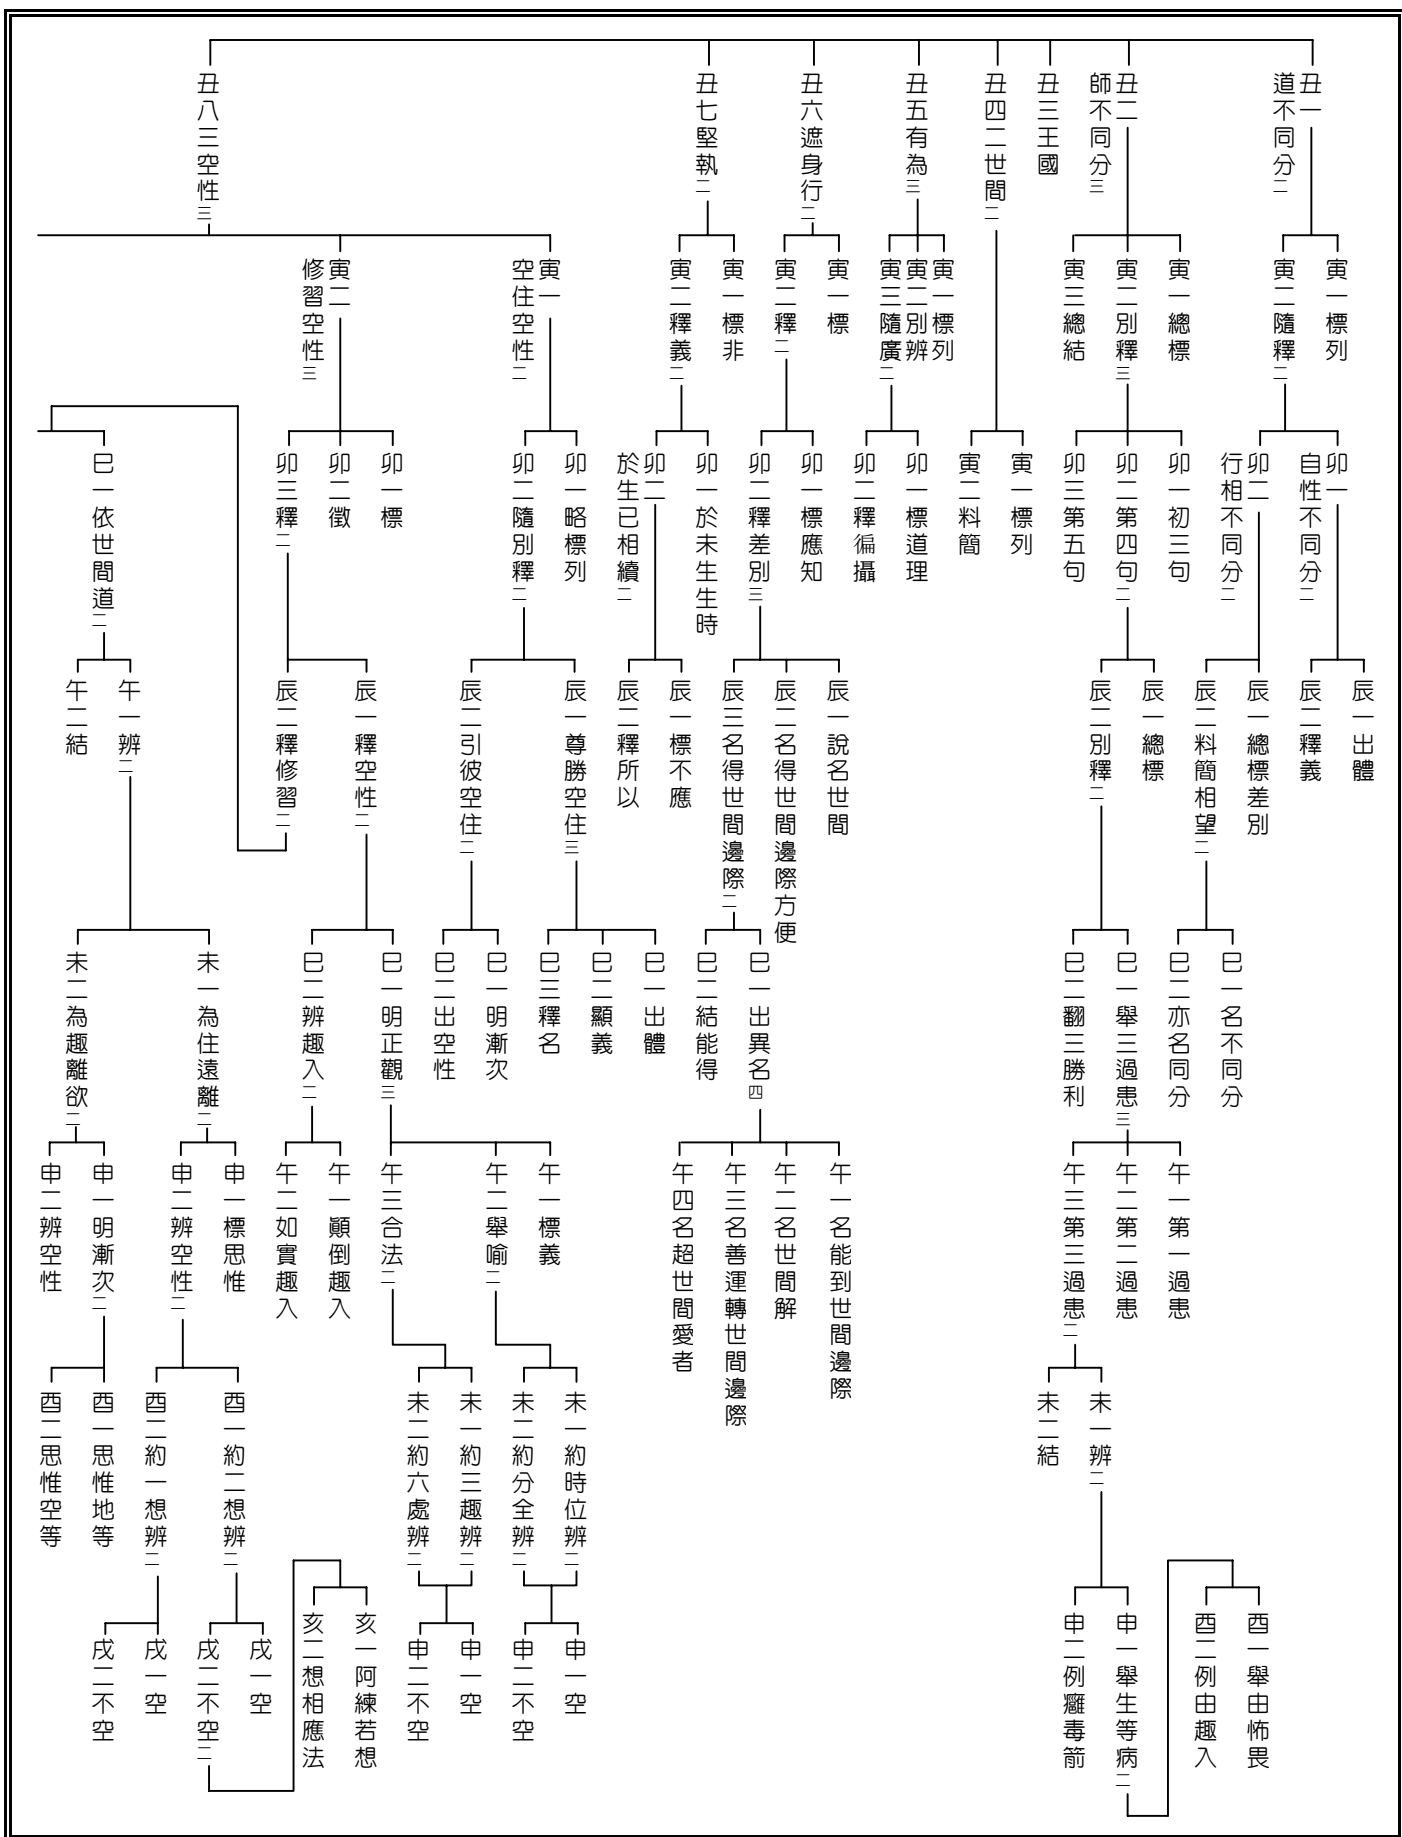 丑一
道不同分二
丑二
師不同分三
丑三王國
丑四二世間二
丑五有為三
丑六遮身行二
丑七堅執二
丑八三空性三
寅一標列
寅二隨釋二
寅一總標
寅二別釋三
寅三總結
寅一標列
寅二別辨
寅三隨廣二
寅一標
寅二釋二
寅一標非
寅二釋義二
寅一
空住空性二
寅二
修習空性三
卯一
自性不同分二
卯二
行相不同分二
卯一初三句
卯二第四句二
卯三第五句
寅一標列
寅二料簡
卯一標道理
卯二釋徧攝
卯一標應知
卯二釋差別三
卯一於未生生時
卯二
於生已相續二
卯一略標列
卯二隨別釋二
卯一標
卯二徵
卯三釋二
巳一依世間道二
辰一出體
辰二釋義
辰一總標差別
辰二料簡相望二
辰一總標
辰二別釋二
辰一說名世間
辰二名得世間邊際方便
辰三名得世間邊際二
辰一標不應
辰二釋所以
辰一尊勝空住三
辰二引彼空住二
辰一釋空性二
辰二釋修習二
午一辨二
午二結
巳一名不同分
巳二亦名同分
巳一舉三過患三
巳二翻三勝利
巳一出異名四
巳二結能得
巳一出體
巳二顯義
巳三釋名
巳一明漸次
巳二出空性
巳一明正觀三
巳二辨趣入二
未一為住遠離二
未二為趣離欲二
午一第一過患
午二第二過患
午三第三過患二
午一名能到世間邊際
午二名世間解
午三名善運轉世間邊際
午四名超世間愛者
午一標義
午二舉喻二
午三合法二
午一顛倒趣入
午二如實趣入
申一標思惟
申二辨空性二
申一明漸次二
申二辨空性
未一辨二
未二結
未一約時位辨二
未二約分全辨二
未一約三趣辨二
未二約六處辨二
酉一約二想辨二
酉二約一想辨二
酉一思惟地等
酉二思惟空等
酉一舉由怖畏
酉二例由趣入
申一舉生等病二
申二例癰毒箭
申一空
申二不空
申一空
申二不空
亥一阿練若想
亥二想相應法
戌一空
戌二不空二
戌一空
戌二不空